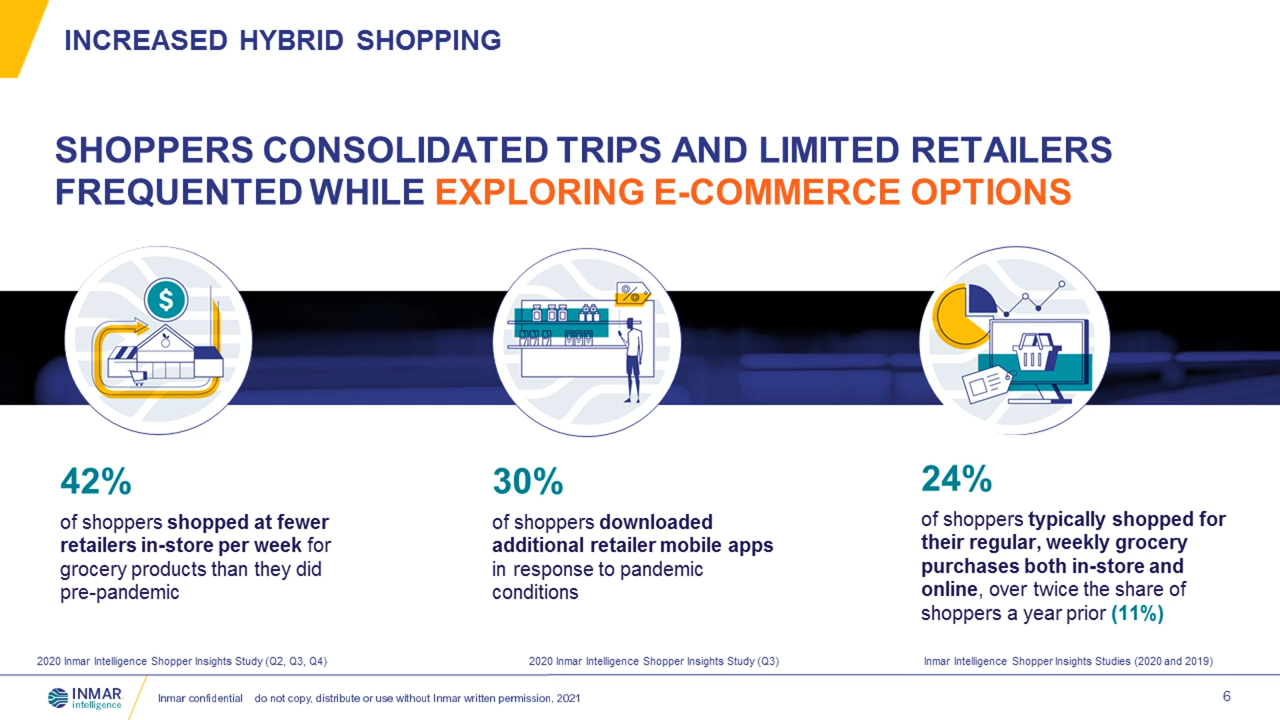 INCREASED HYBRID SHOPPING
SHOPPERS CONSOLIDATED TRIPS AND LIMITED RETAILERS
FREQUENTED WHILE EXPLORING E-COMMERCE OPTIONS
$
%
42%
of shoppers shopped at fewer
retailers in-store per week for
grocery products than they did
pre-pandemic
30%
of shoppers downloaded
additional retailer mobile apps
in response to pandemic
conditions
24%
of shoppers typically shopped for
their regular, weekly grocery
purchases both in-store and
online, over twice the share of
shoppers a year prior (11%)
2020 Inmar Intelligence Shopper Insights Study (Q2, Q3, Q4)
2020 Inmar Intelligence Shopper Insights Study (Q3)
Inmar Intelligence Shopper Insights Studies (2020 and 2019)
INMAR
intelligence
Inmar confidential do not copy, distribute or use without Inmar written permission, 2021
6